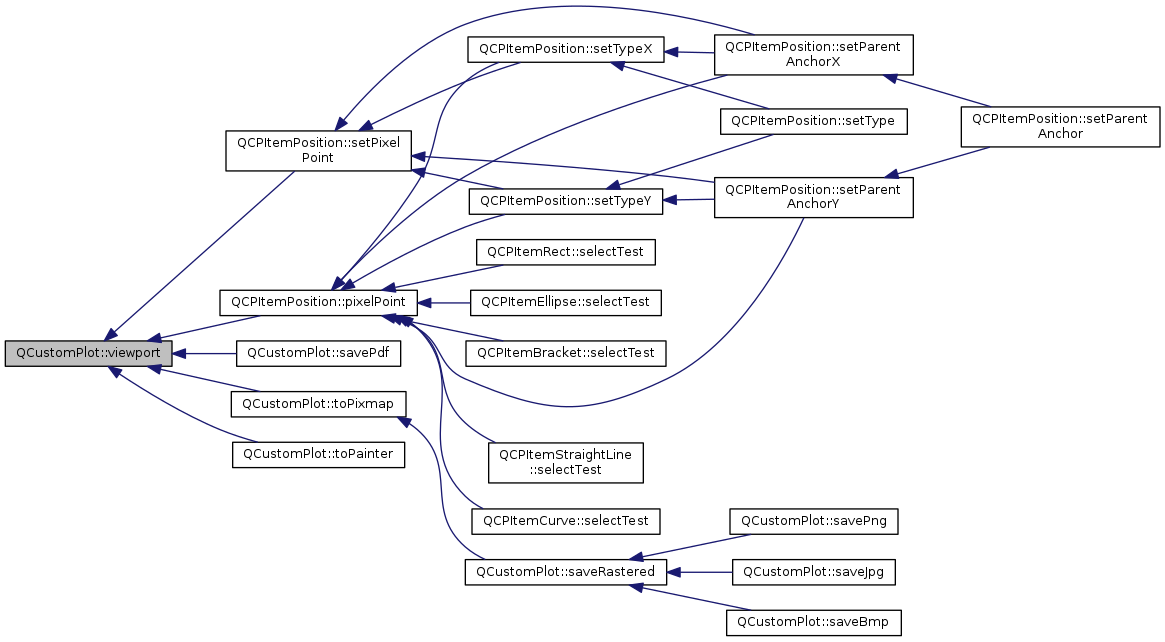 QCustomPlot::viewport
QCPItemPosition::setPixel
Point
QCPItemPosition::pixelPoint
QCustomPlot::savePdf
QCustomPlot::toPixmap
QCustomPlot::toPainter
QCPItemPosition::setTypeX
QCPItemPosition::setTypeY
QCPItemRect::selectTest
QCPItemEllipse::selectTest
QCPItemBracket::selectTest
QCPItemStraightLine
::selectTest
QCPItemCurve::selectTest
QCustomPlot::saveRastered
QCPItemPosition::setParent
AnchorX
QCPItemPosition::setType
QCPItemPosition::setParent
AnchorY
QCustomPlot::savePng
QCustomPlot::saveJpg
QCustomPlot::saveBmp
QCPItemPosition::setParent
Anchor